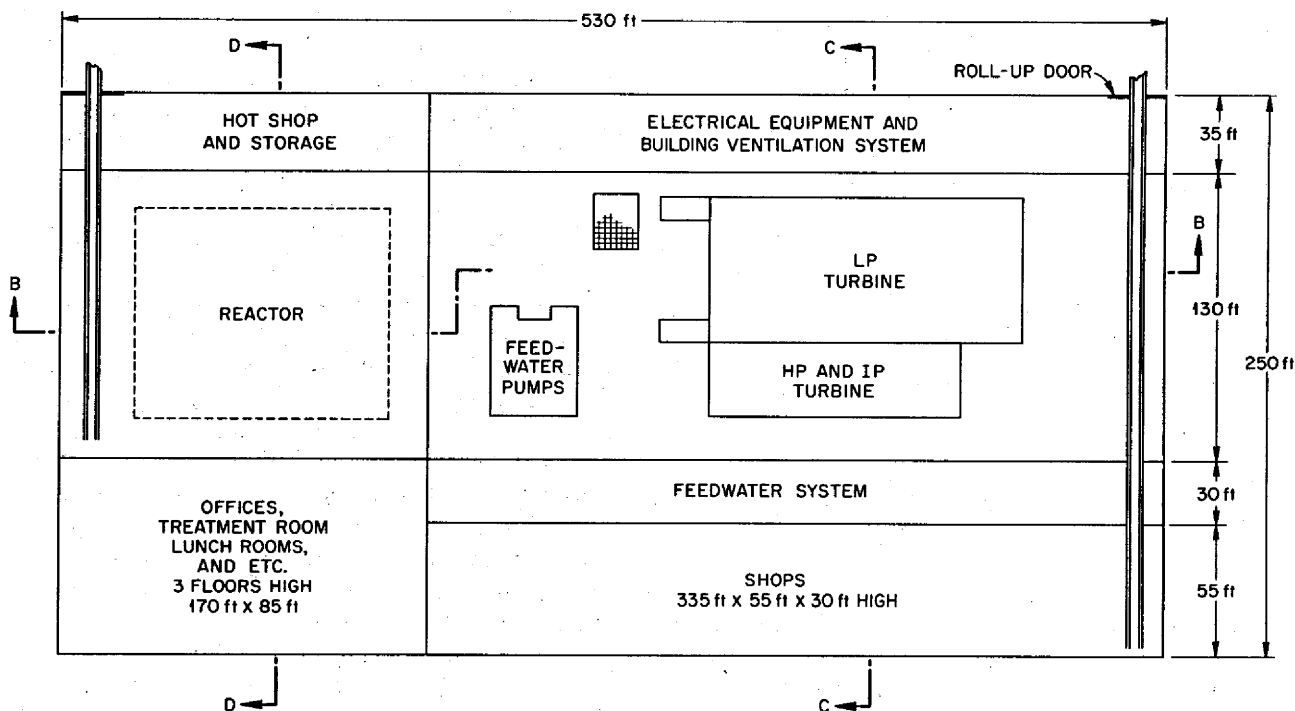 530 ft
D
C
ROLL-UP DOOR
HOT SHOP
AND STORAGE
ELECTRICAL EQUIPMENT AND
BUILDING VENTILATION SYSTEM
35 ft
B
B
REACTOR
LP
TURBINE
130 ft
250 ft
FEED-
WATER
PUMPS
HP AND IP
TURBINE
OFFICES,
TREATMENT ROOM
LUNCH ROOMS,
AND ETC.
3 FLOORS HIGH
170 ft x 85 ft
FEEDWATER SYSTEM
30 ft
SHOPS
335 ft x 55 ft x 30 ft HIGH
55 ft
D
C